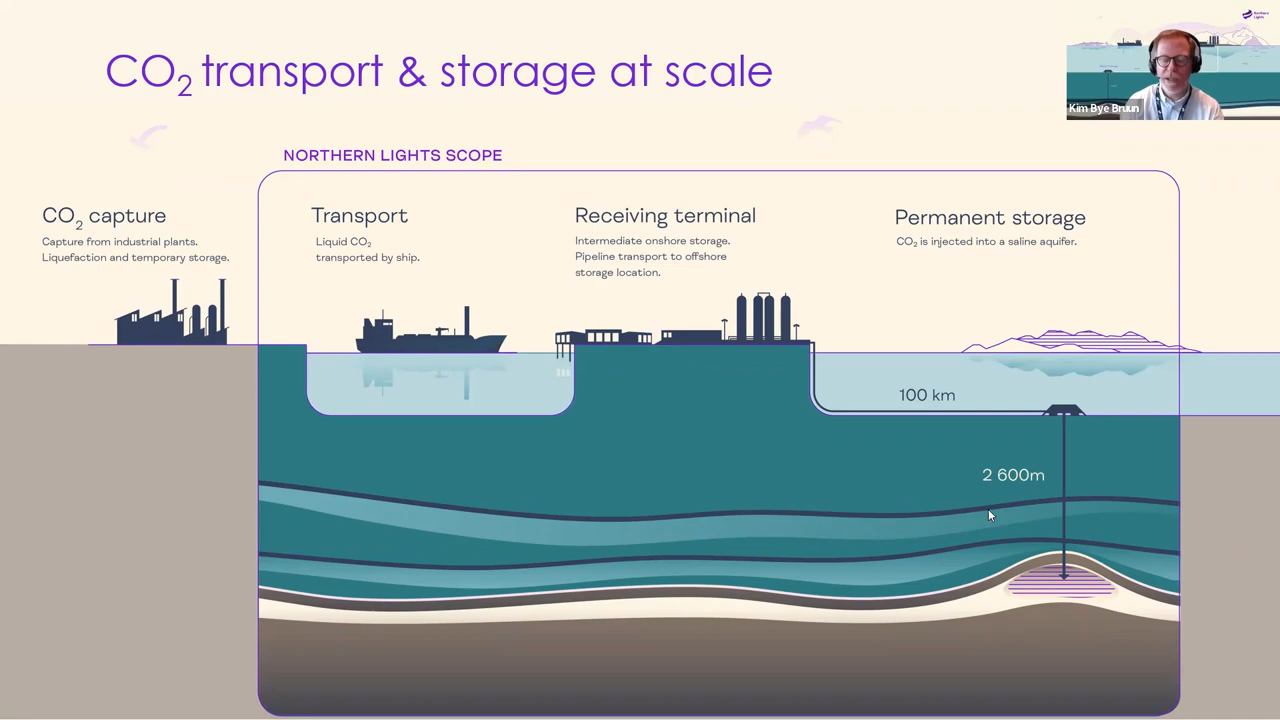 CO₂ transport & storage at scale
Northern
Lights
Kim Bye Bruun
NORTHERN LIGHTS SCOPE
CO₂ capture
Capture from industrial plants.
Liquefaction and temporary storage.
Transport
Liquid CO₂
transported by ship.
Receiving terminal
Intermediate onshore storage.
Pipeline transport to offshore
storage location.
Permanent storage
CO₂ is injected into a saline aquifer.
100 km
2 600m